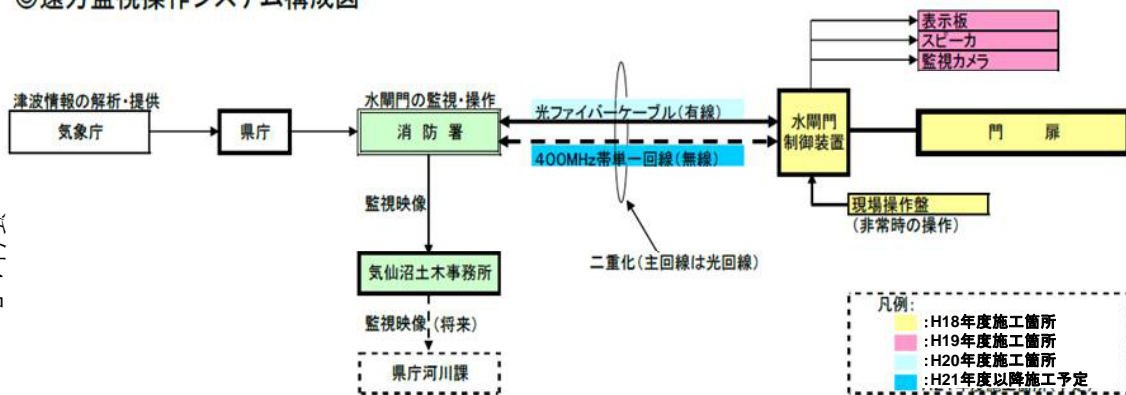 ◎遠方監視操作システム構成図
表示板
スピーカ
監視カメラ
津波情報の解析・提供
気象庁
県庁
水閘門の監視・操作
消防署
光ファイバーケーブル(有線)
400MHz帯単一回線(無線)
水閘門
制御装置
門扉
監視映像
現場操作盤
(非常時の操作)
二重化(主回線は光回線)
気仙沼土木事務所
監視映像(将来)
県庁河川課
凡例:
:H18年度施工箇所
:H19年度施工箇所
:H20年度施工箇所
:H21年度以降施工予定